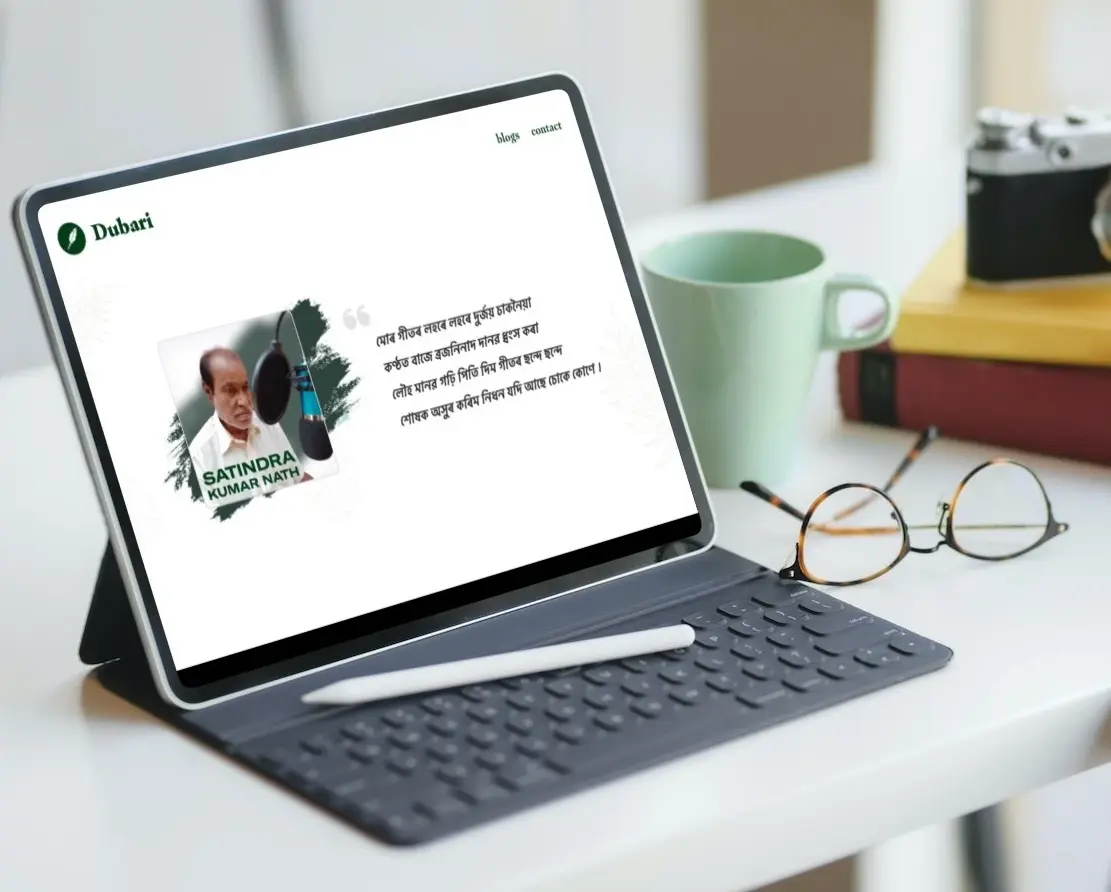 blogs contact
Dubari
মোৰ গীতৰ লহৰে লহৰে দুৰ্জয় চাকনৈয়া
কণ্ঠত বাজে ব্ৰজনিনাদ দানৱ ধ্বংস কৰা
লৌহ মানৱ গঢ়ি পিতি দিম গীতৰ ছন্দে ছন্দে
শোষক অসুৰ কৰিম নিধন যদি আছে চোকে কোণে ।
SATINDRA
KUMAR NATH